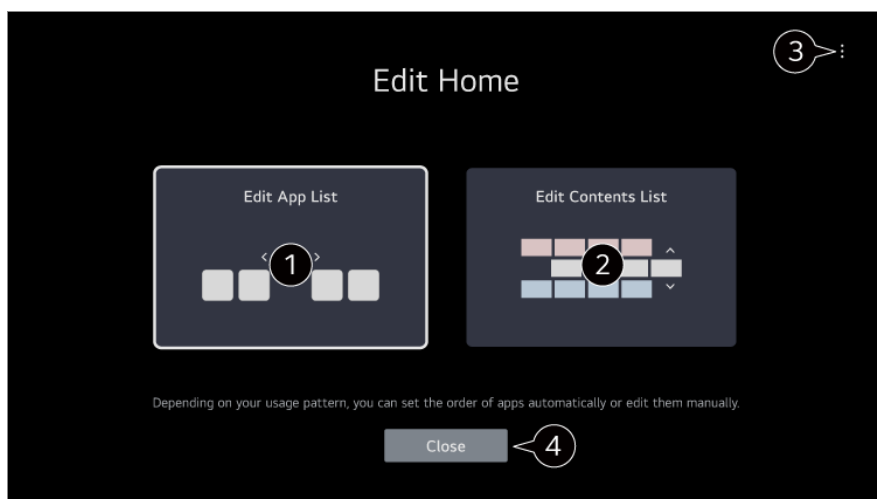 3
Edit Home
Edit App List
Edit Contents List
1
2
Depending on your usage pattern, you can set the order of apps automatically or edit them manually.
Close
4